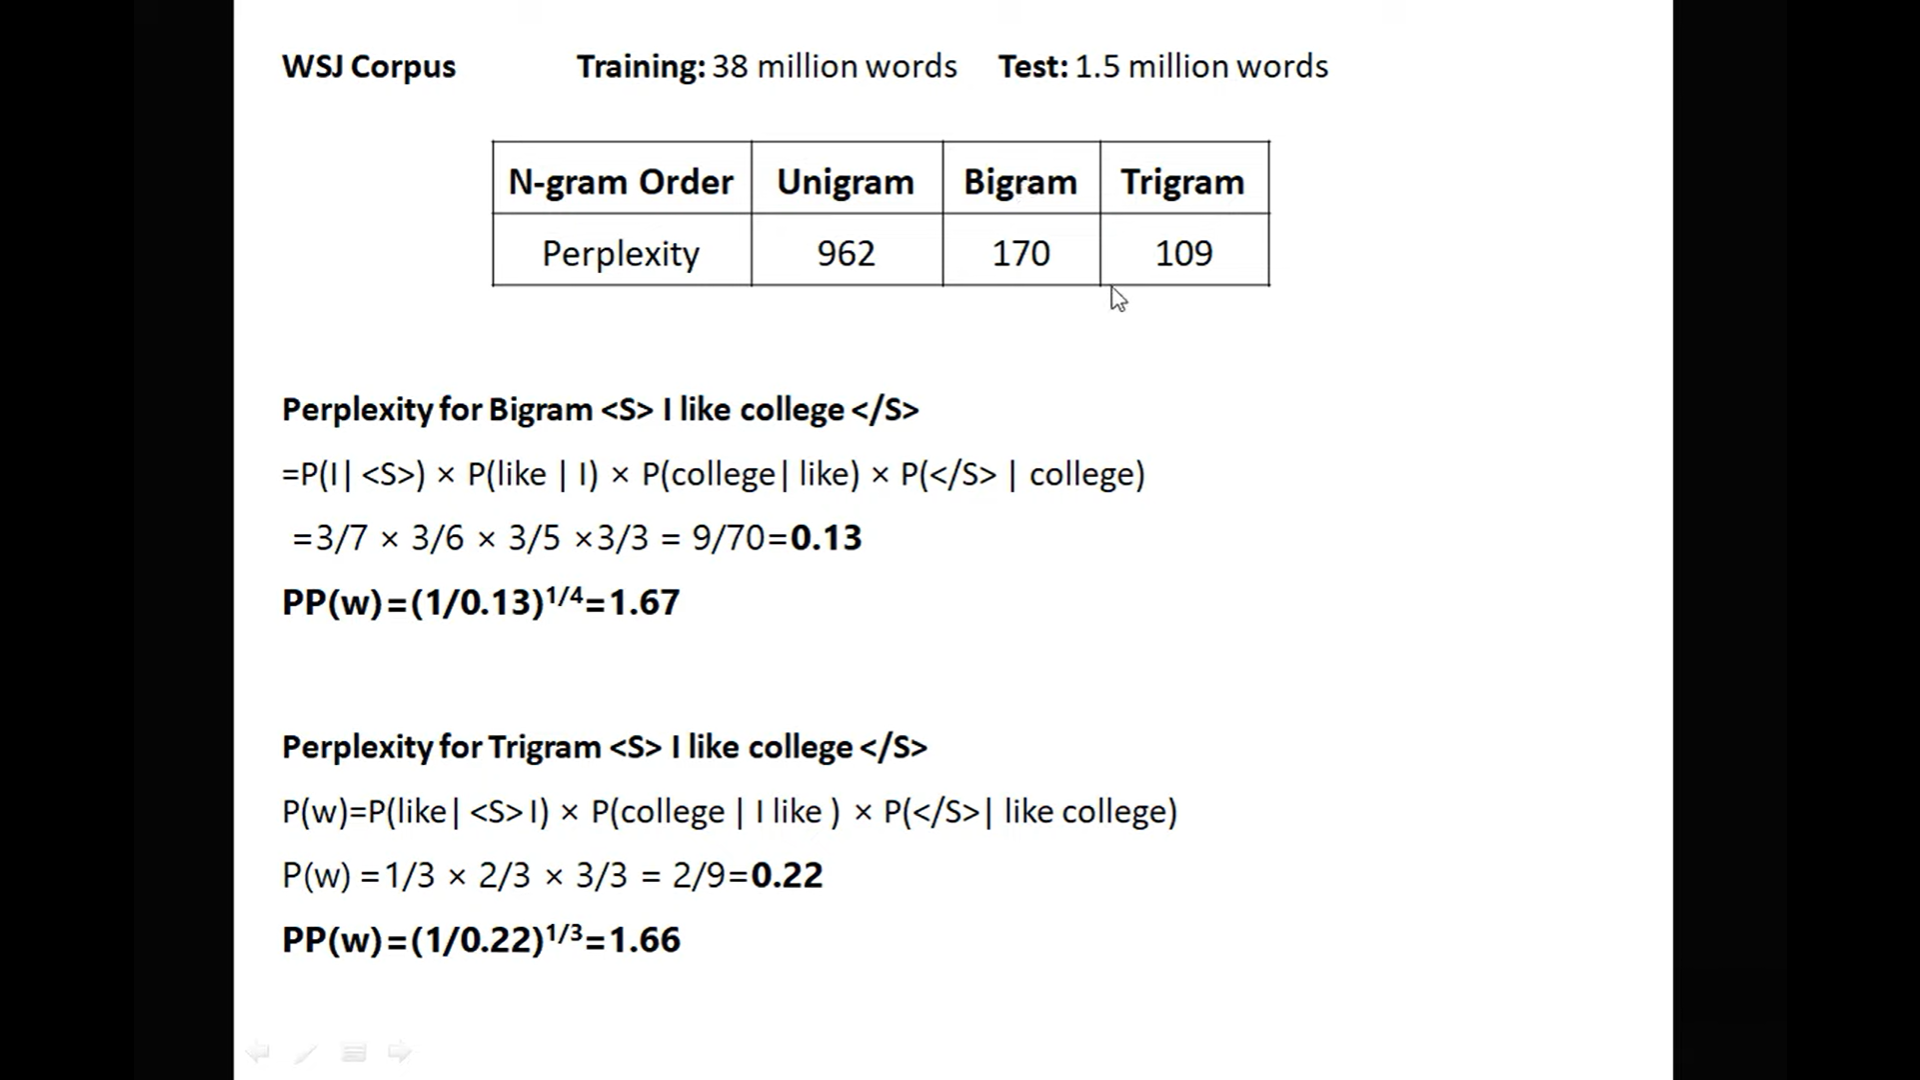 WSJ Corpus Training: 38 million words Test: 1.5 million words
N-gram Order Unigram Bigram Trigram
Perplexity 962 170 109
Perplexity for Bigram <S> I like college </S>
=P(I| <S>) × P(like | I) × P(college| like) × P(</S> | college)
=3/7 × 3/6 × 3/5 ×3/3 = 9/70=0.13
PP(w)=(1/0.13)^1/4=1.67
Perplexity for Trigram <S> I like college </S>
P(w)=P(like| <S> I) × P(college | I like ) × P(</S>| like college)
P(w) =1/3 × 2/3 × 3/3 = 2/9=0.22
PP(w)=(1/0.22)^1/3=1.66